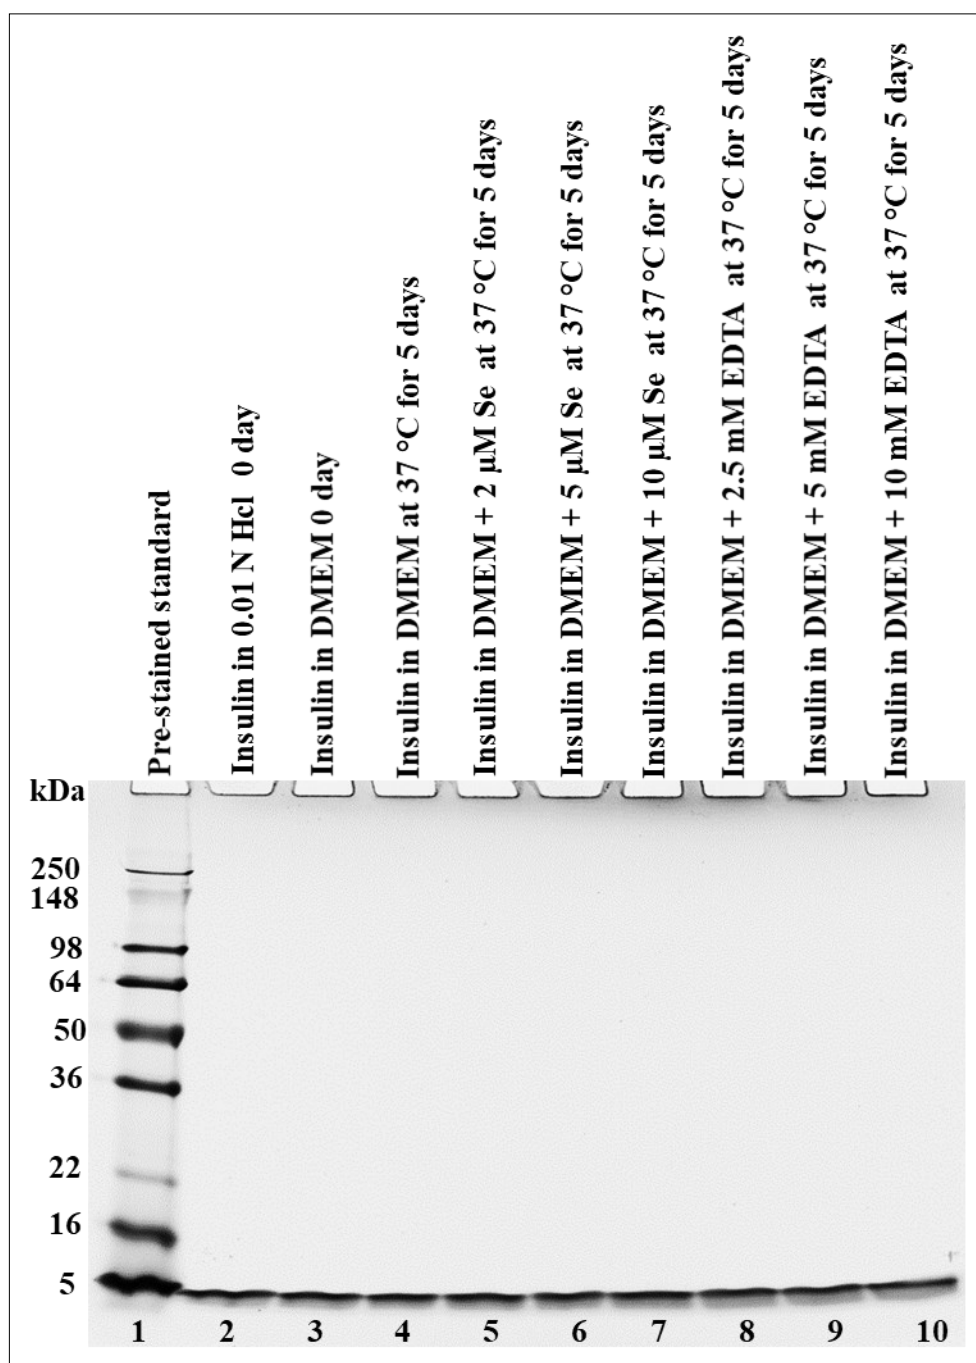 Pre-stained standard
Insulin in 0.01 N Hcl 0 day
Insulin in DMEM 0 day
Insulin in DMEM at 37 °C for 5 days
Insulin in DMEM + 2 µM Se at 37 °C for 5 days
Insulin in DMEM + 5 µM Se at 37 °C for 5 days
Insulin in DMEM + 10 µM Se at 37 °C for 5 days
Insulin in DMEM + 2.5 mM EDTA at 37 °C for 5 days
Insulin in DMEM + 5 mM EDTA at 37 °C for 5 days
Insulin in DMEM + 10 mM EDTA at 37 °C for 5 days
kDa
250
148
98
64
50
36
22
16
5
1 2 3 4 5 6 7 8 9 10